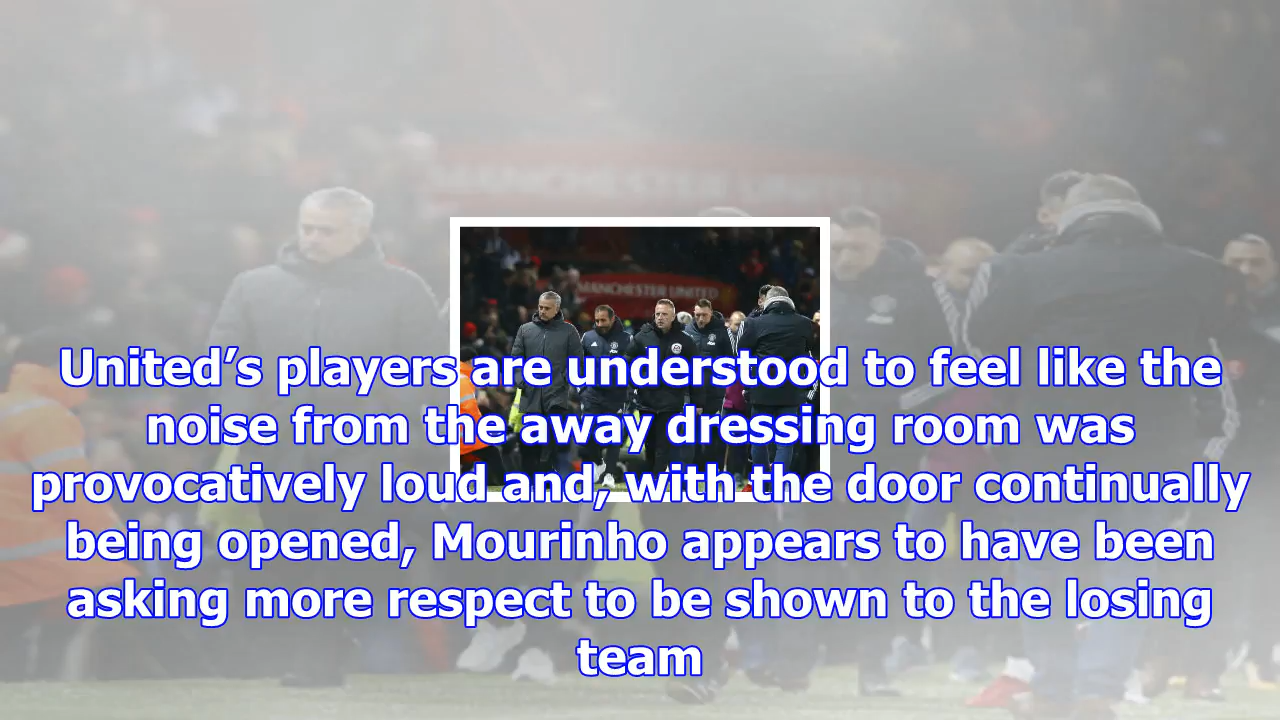 MANCHESTER UNITED
United’s players are understood to feel like the
noise from the away dressing room was
provocatively loud and, with the door continually
being opened, Mourinho appears to have been
asking more respect to be shown to the losing
team